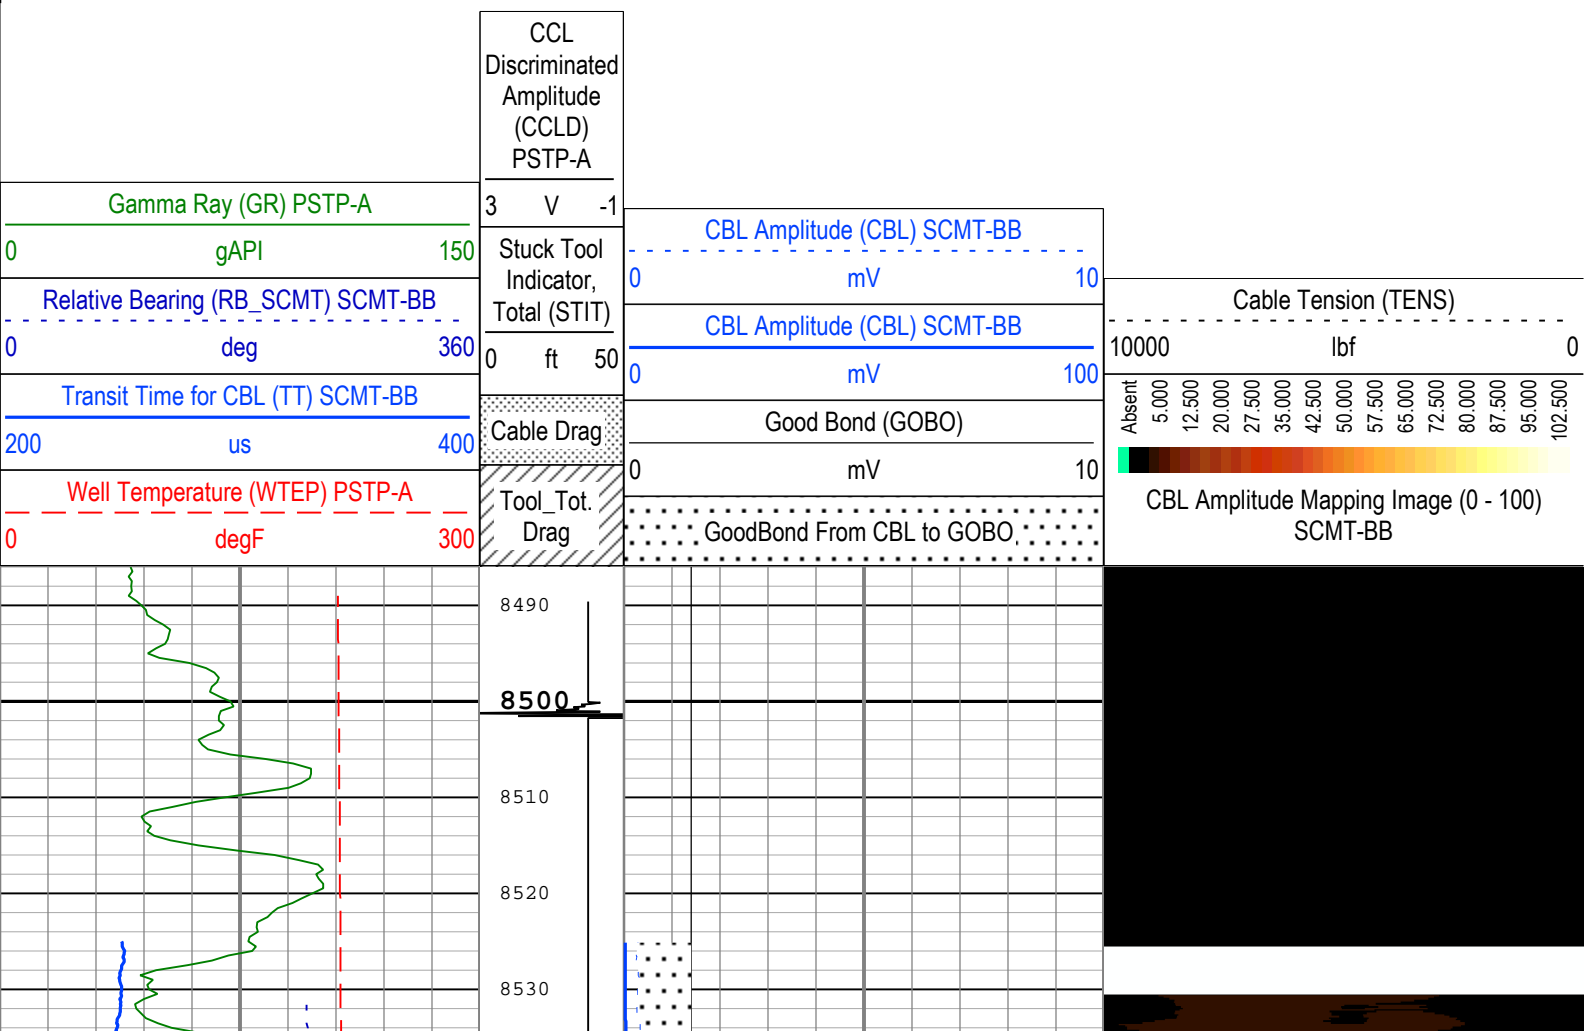 CCL
Discriminated
Amplitude
(CCLD)
PSTP-A
3 V -1
Gamma Ray (GR) PSTP-A
0 gAPI 150
Relative Bearing (RB_SCMT) SCMT-BB
0 deg 360
Transit Time for CBL (TT) SCMT-BB
200 us 400
Well Temperature (WTEP) PSTP-A
0 degF 300
Stuck Tool
Indicator,
Total (STIT)
0 ft 50
Cable Drag
Tool_Tot.
Drag
CBL Amplitude (CBL) SCMT-BB
0 mV 10
CBL Amplitude (CBL) SCMT-BB
0 mV 100
Good Bond (GOBO)
0 mV 10
GoodBond From CBL to GOBO
Cable Tension (TENS)
10000 lbf 0
Absent 5.000 12.500 20.000 27.500 35.000 42.500 50.000 57.500 65.000 72.500 80.000 87.500 95.000 102.500
CBL Amplitude Mapping Image (0 - 100)
SCMT-BB
8490
8500
8510
8520
8530